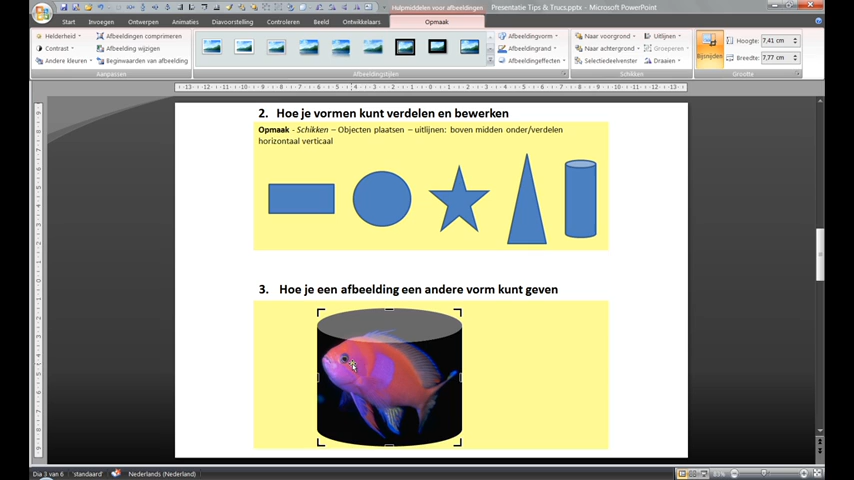 Hulpmiddelen voor afbeeldingen
Presentatie Tips & Trucs.pptx - Microsoft PowerPoint
Start Invoegen Ontwerpen Animaties Diavoorstelling Controleren Beeld Ontwikkelaars Opmaak
Helderheid Afbeeldingen comprimeren Afbeeldingsvorm Naar voorgrond Uitlijnen Hoogte: 7,41 cm
Contrast Afbeelding wijzigen Afbeeldingsrand Naar achtergrond Groeperen Bijsnijden Breedte: 7,77 cm
Andere kleuren Beginwaarden van afbeelding Afbeeldingseffecten Selectiedeelvenster Draaien
Aanpassen Afbeeldingstijlen Schikken Grootte
2. Hoe je vormen kunt verdelen en bewerken
Opmaak - Schikken – Objecten plaatsen – uitlijnen: boven midden onder/verdelen
horizontaal verticaal
3. Hoe je een afbeelding een andere vorm kunt geven
Dia 3 van 6 'standaard' Nederlands (Nederland)